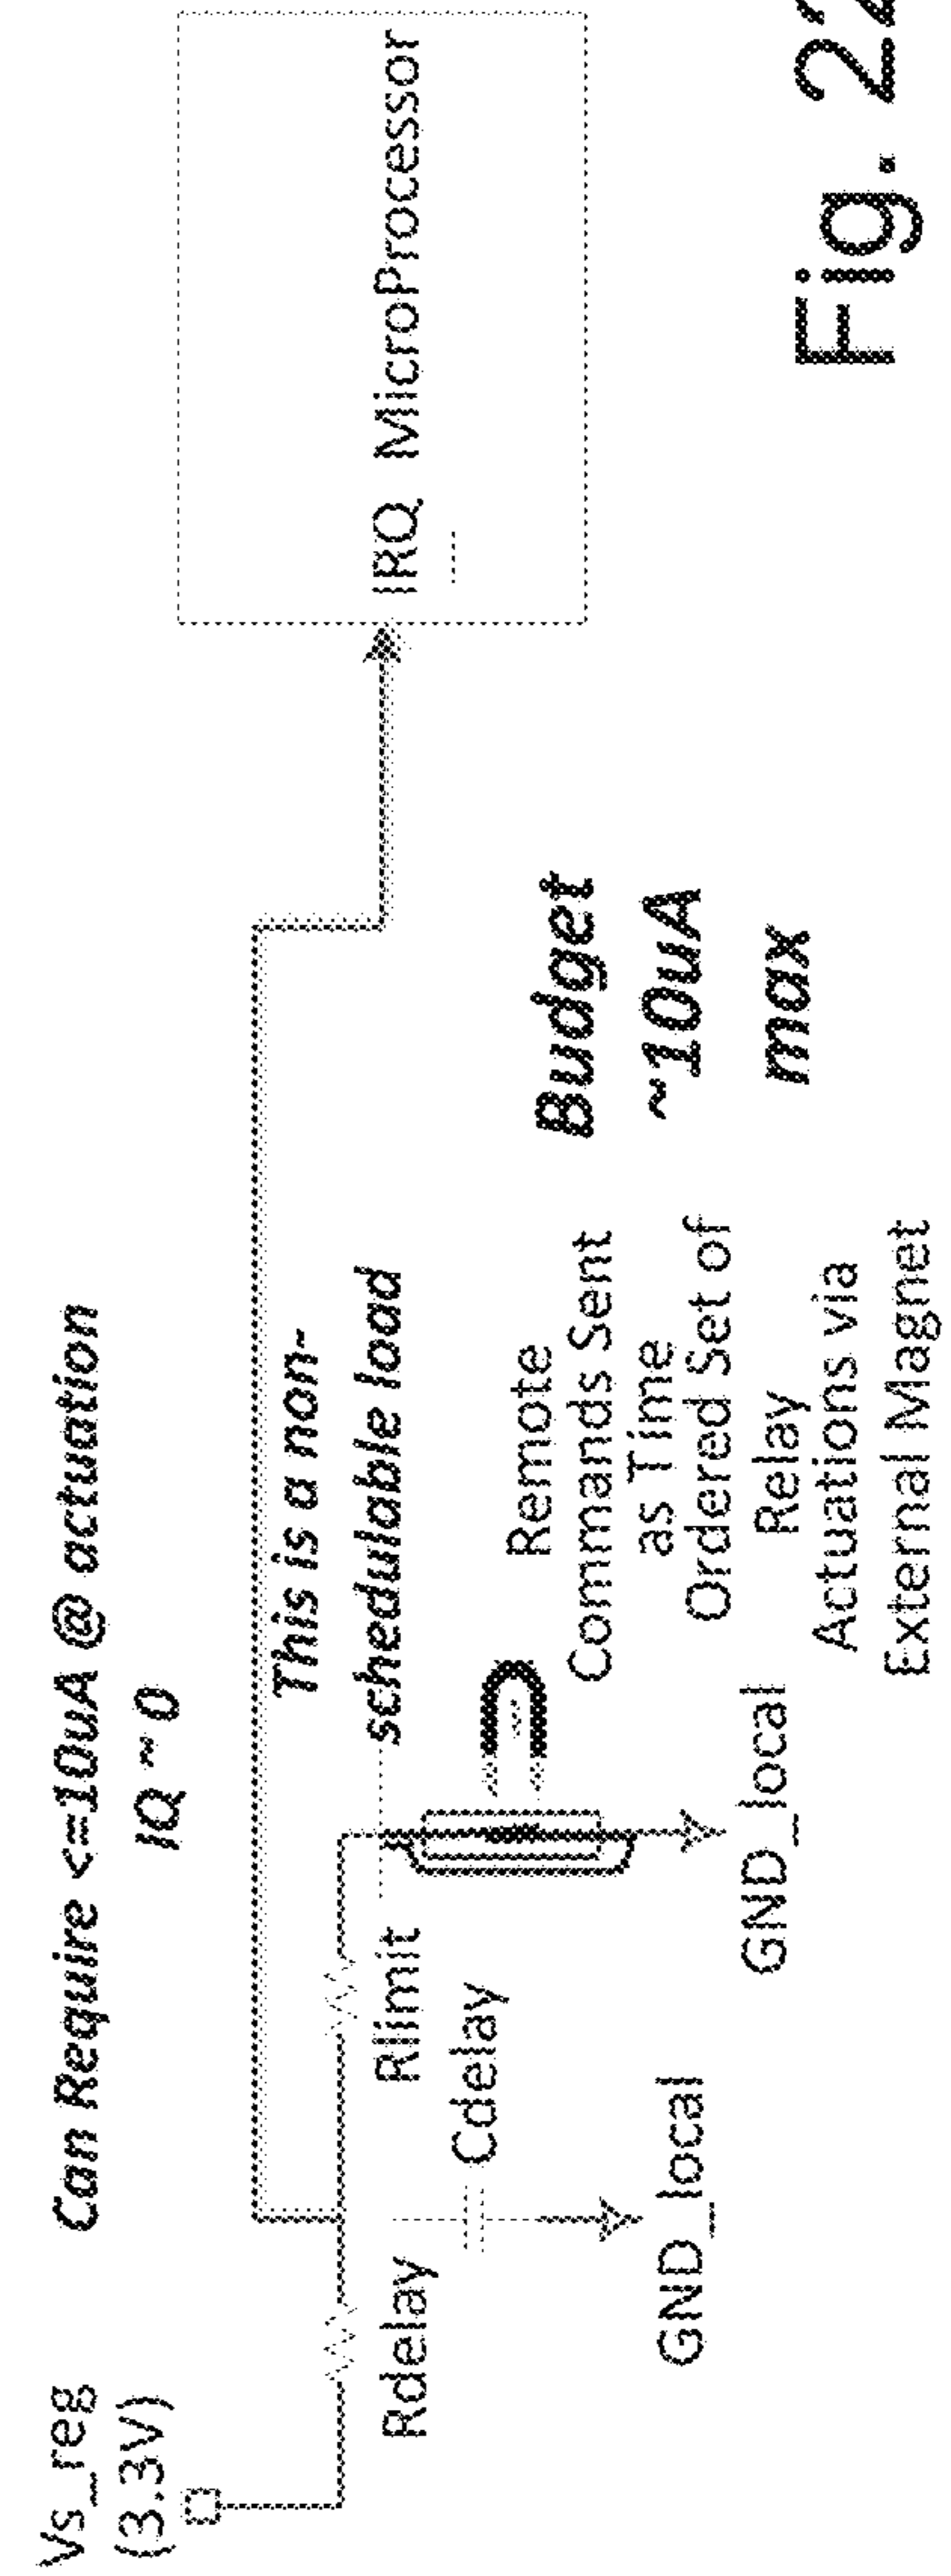 Vs_reg
(3.3V)
Can Require <=10uA @ actuation
IQ ~ 0
This is a non-
schedulable load
Rdelay
Rlimit
Cdelay
GND_local
GND_local
Remote
Commands Sent
as Time
Ordered Set of
Relay
Actuations via
External Magnet
Budget
~10uA
max
IRQ MicroProcessor
Fig. 22